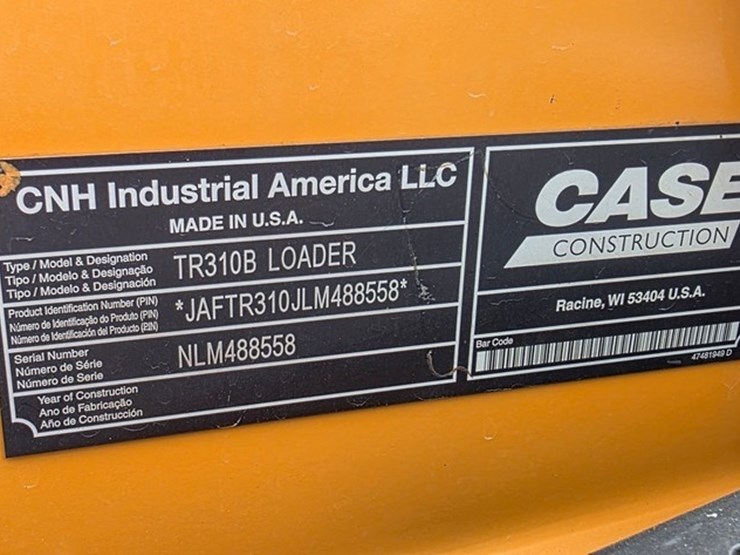 CNH Industrial America LLC
MADE IN U.S.A.
Type / Model & Designation
Tipo / Modelo & Designação
Tipo / Modelo & Designación
TR310B LOADER
Product Identification Number (PIN)
Número de Identificação do Produto (PIN)
Número de Identificación del Producto (PIN)
*JAFTR310JLM488558*
Serial Number
Número de Série
Número de Serie
NLM488558
Year of Construction
Ano de Fabricação
Año de Construcción
CASE
CONSTRUCTION
Racine, WI 53404 U.S.A.
Bar Code
47481949 D